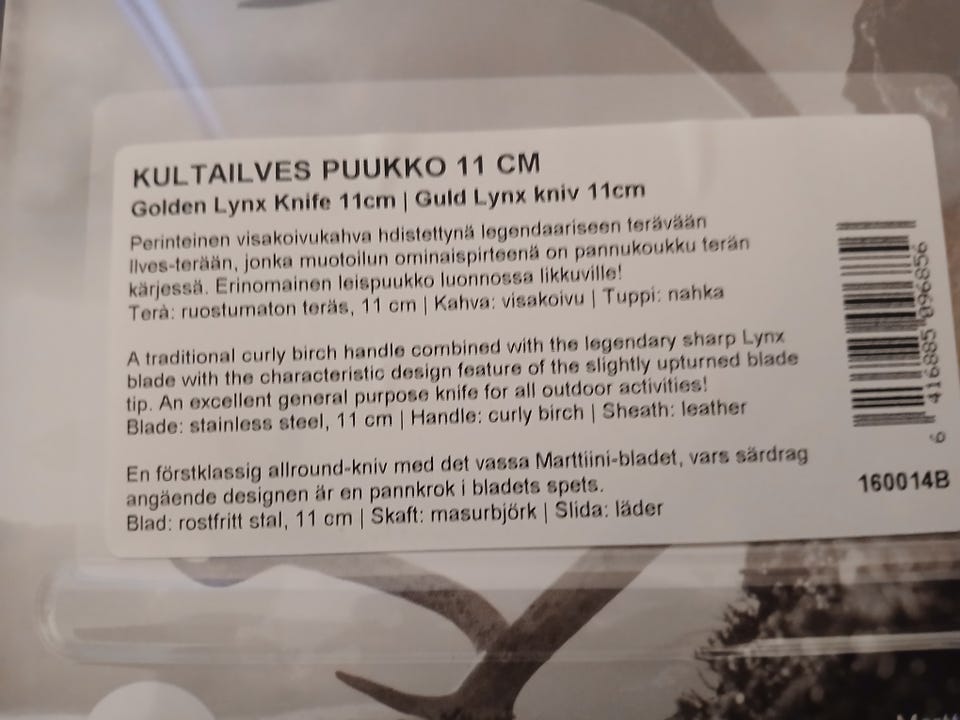 KULTAILVES PUUKKO 11 CM
Golden Lynx Knife 11cm | Guld Lynx kniv 11cm
Perinteinen visakoivukahva hdistettynä legendaariseen terävään
Ilves-terään, jonka muotoilun ominaispirteenä on pannukoukku terän
kärjessä. Erinomainen leispuukko luonnossa liikkuville!
Terà: ruostumaton teräs, 11 cm | Kahva: visakoivu | Tuppi: nahka
A traditional curly birch handle combined with the legendary sharp Lynx
blade with the characteristic design feature of the slightly upturned blade
tip. An excellent general purpose knife for all outdoor activities!
Blade: stainless steel, 11 cm | Handle: curly birch | Sheath: leather
En förstklassig allround-kniv med det vassa Marttiini-bladet, vars särdrag
angäende designen är en pannkrok i bladets spets.
Blad: rostfritt stal, 11 cm | Skaft: masurbjörk | Slida: läder
6 416885 096856
160014B